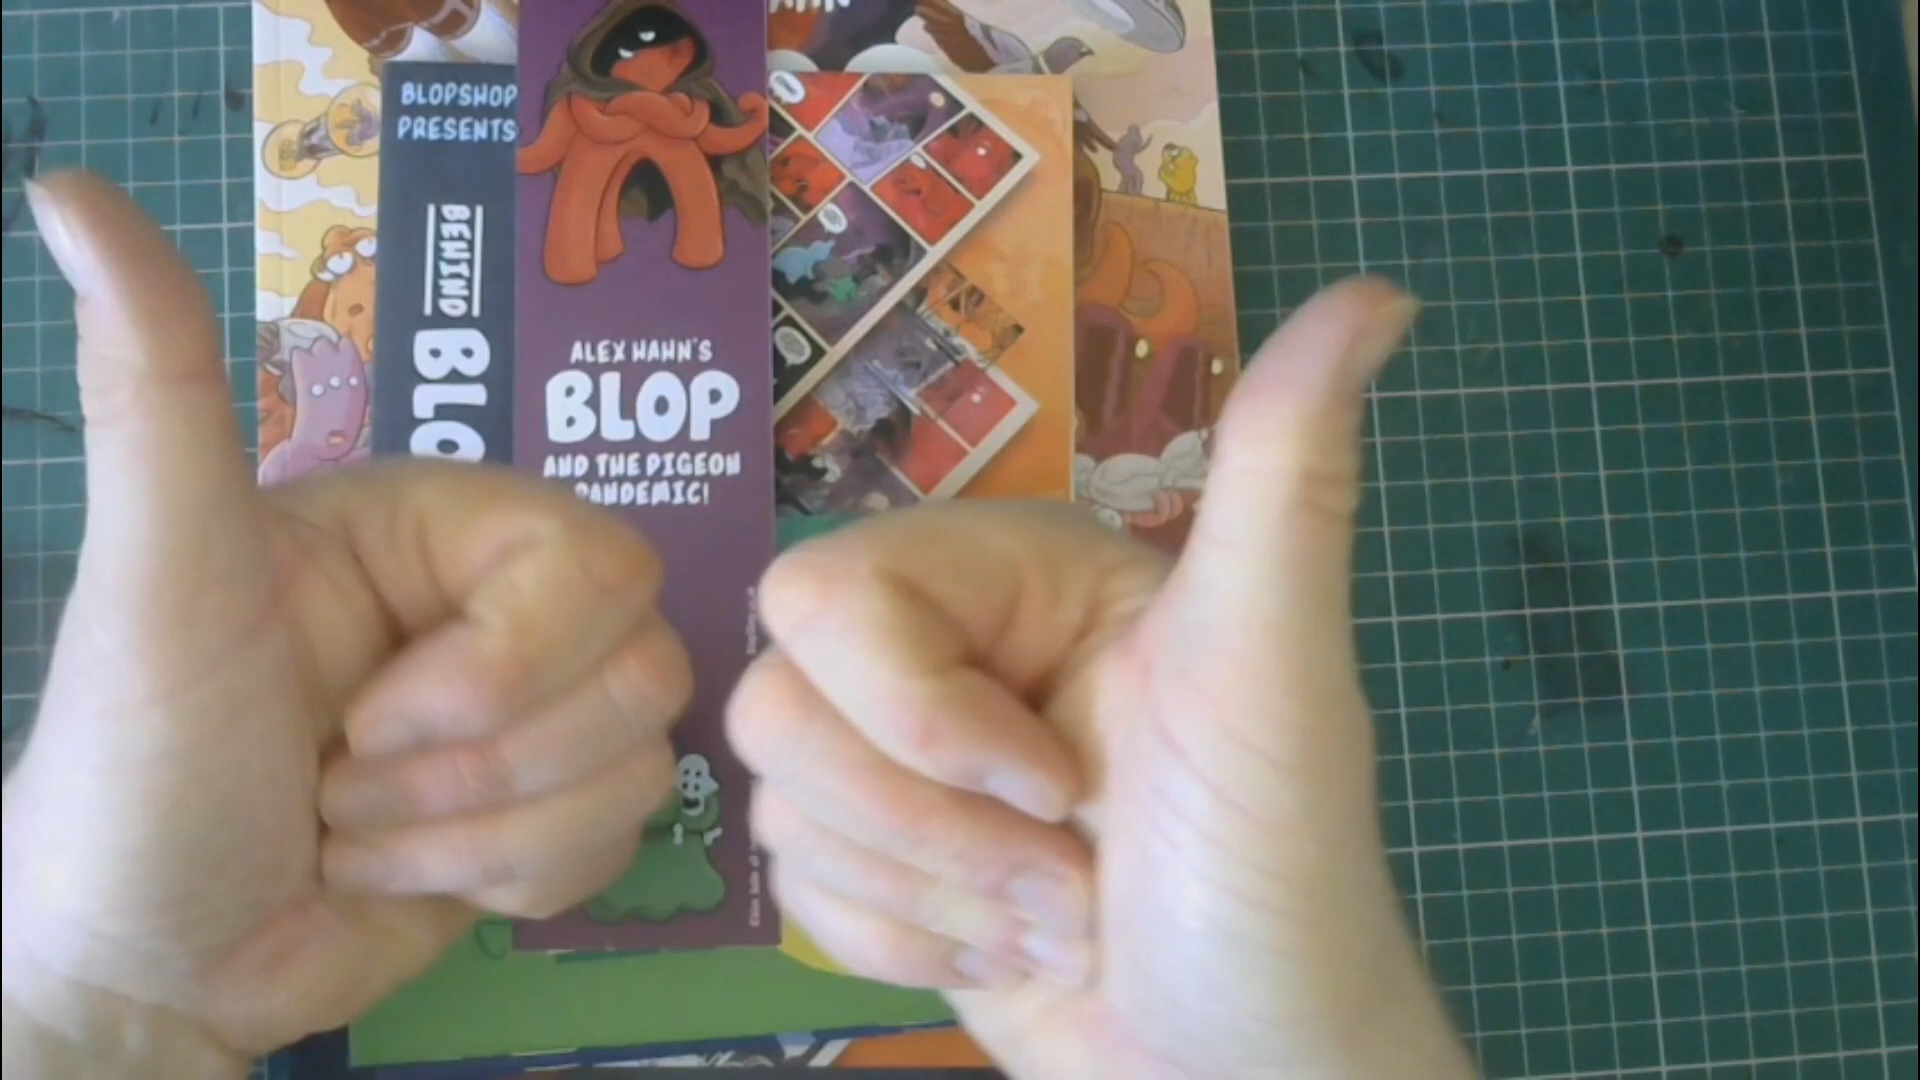 BLOPSHOP
PRESENTS
BEHIND
BLO
ALEX HAHN'S
BLOP
AND THE PIGEON
PANDEMIC!